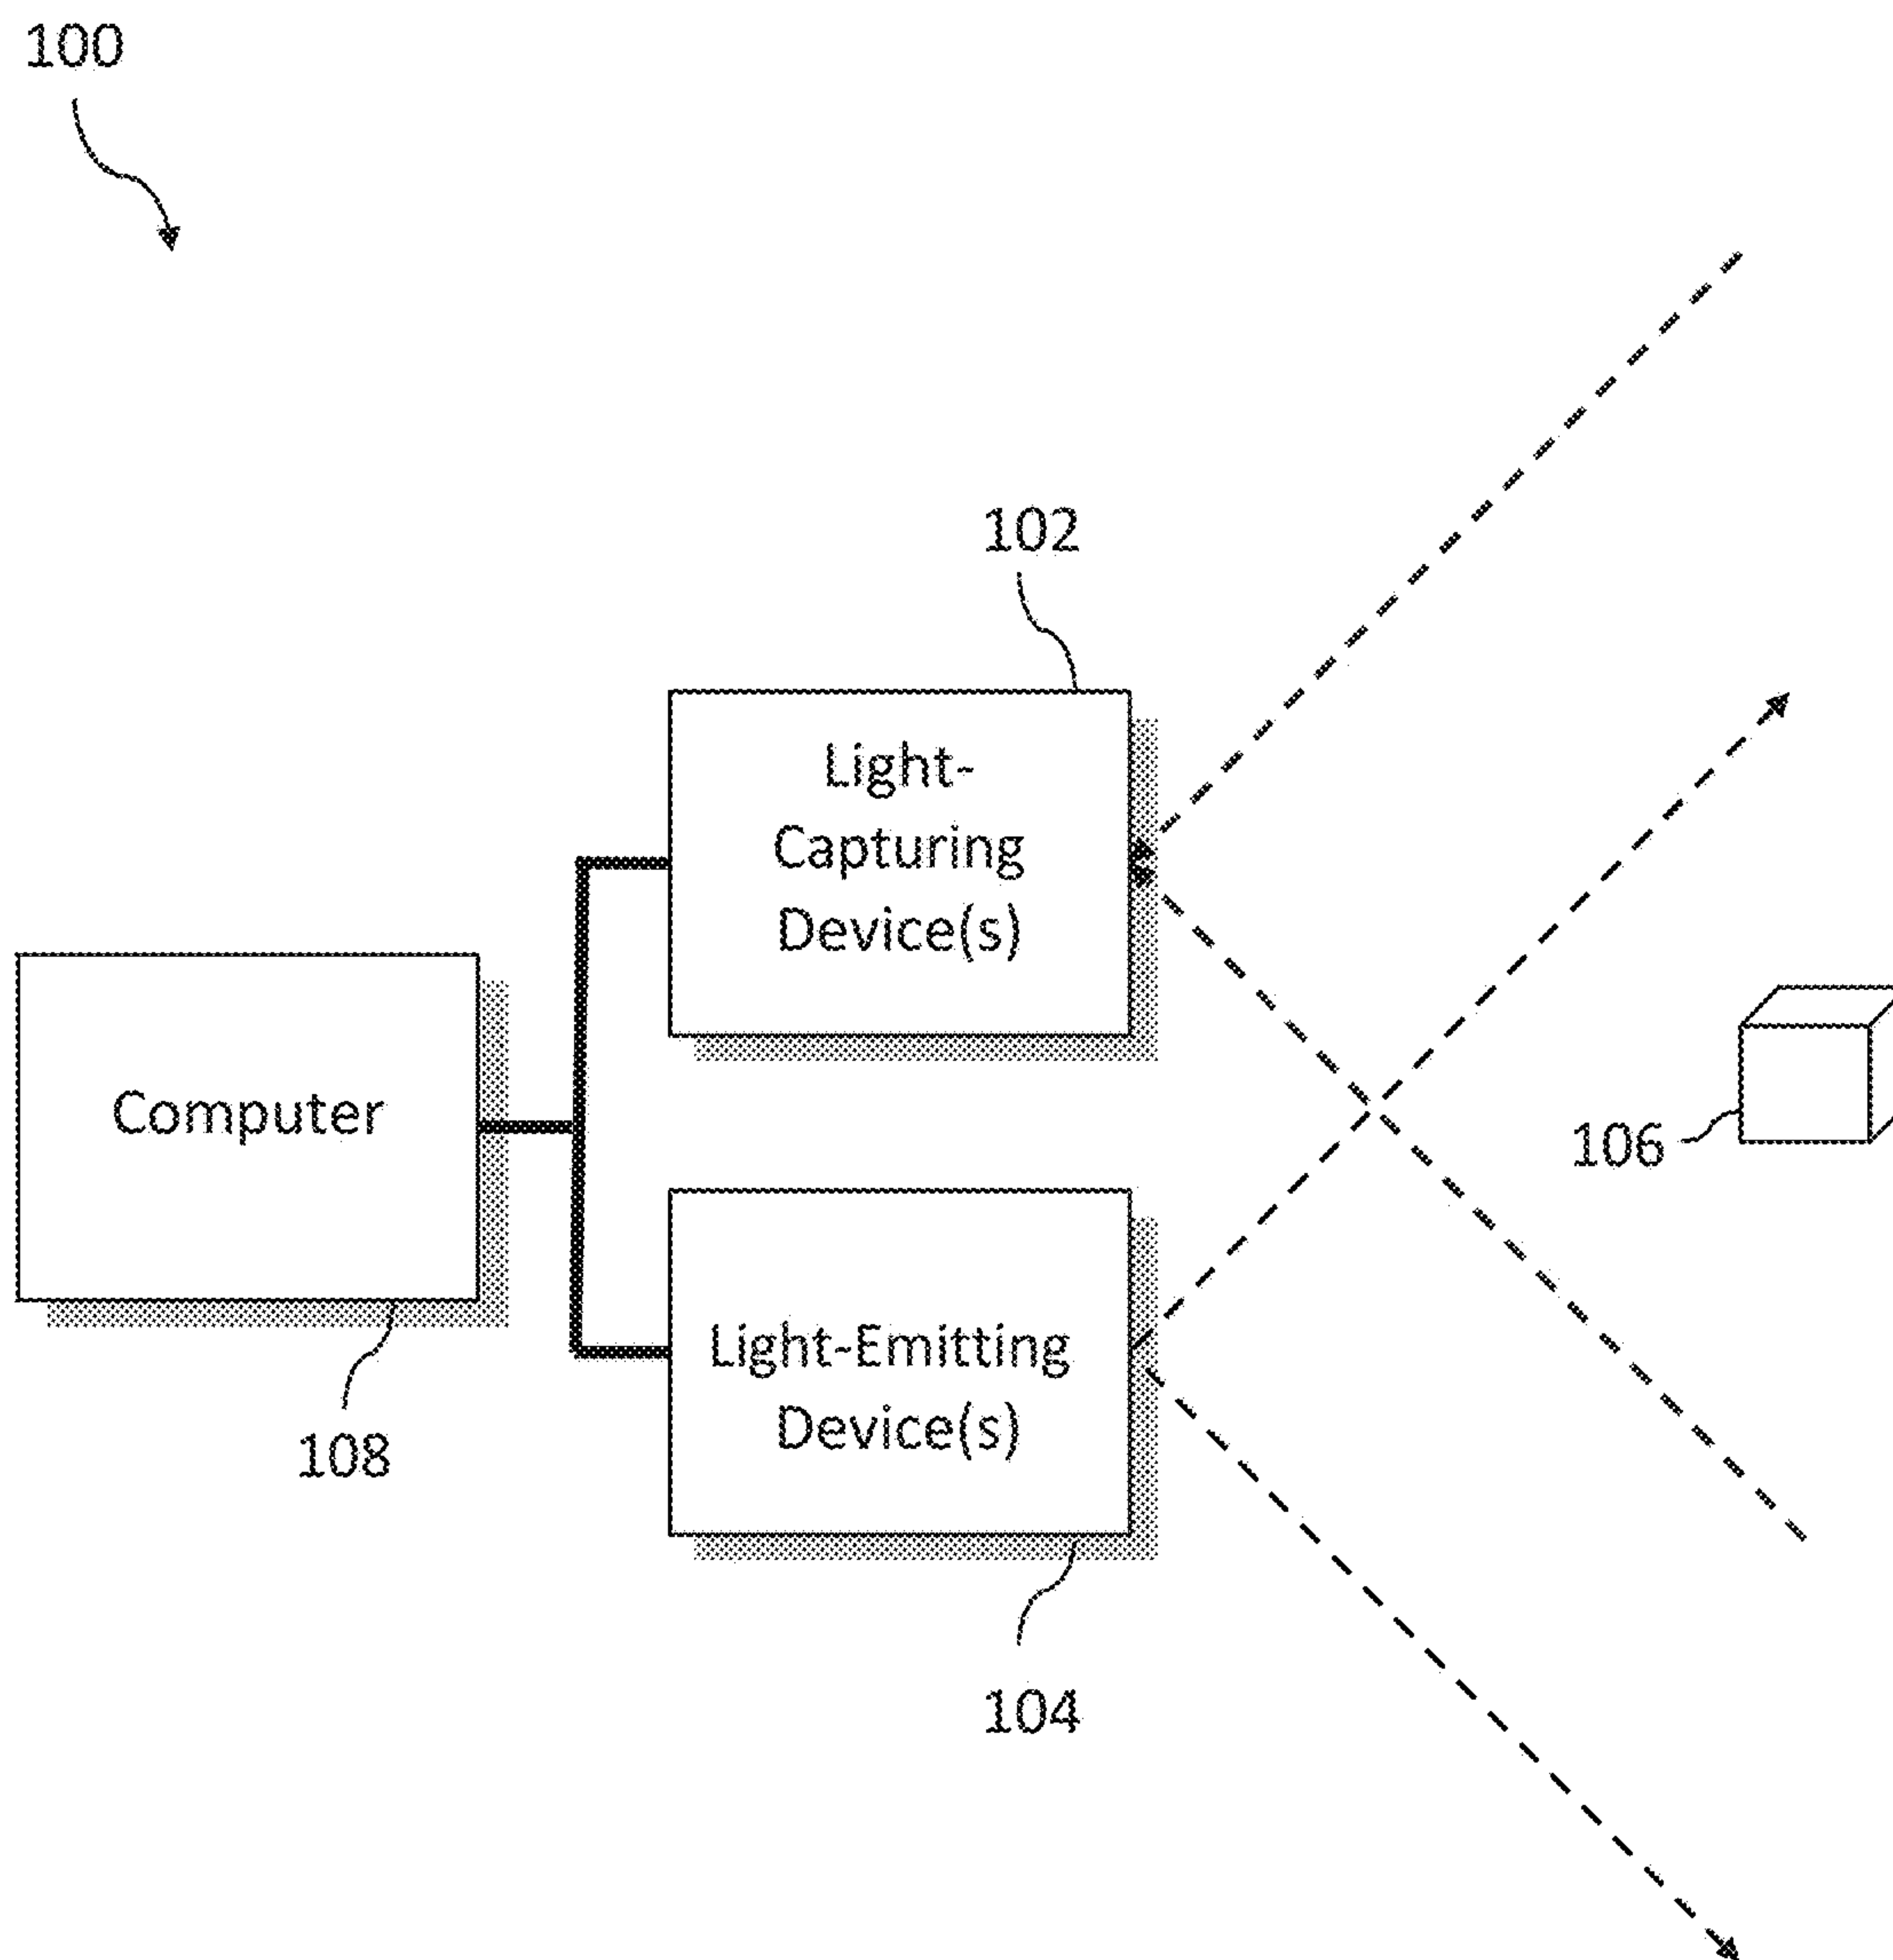 100
102
Light-
Capturing
Device(s)
Computer
106
Light-Emitting
Device(s)
108
104